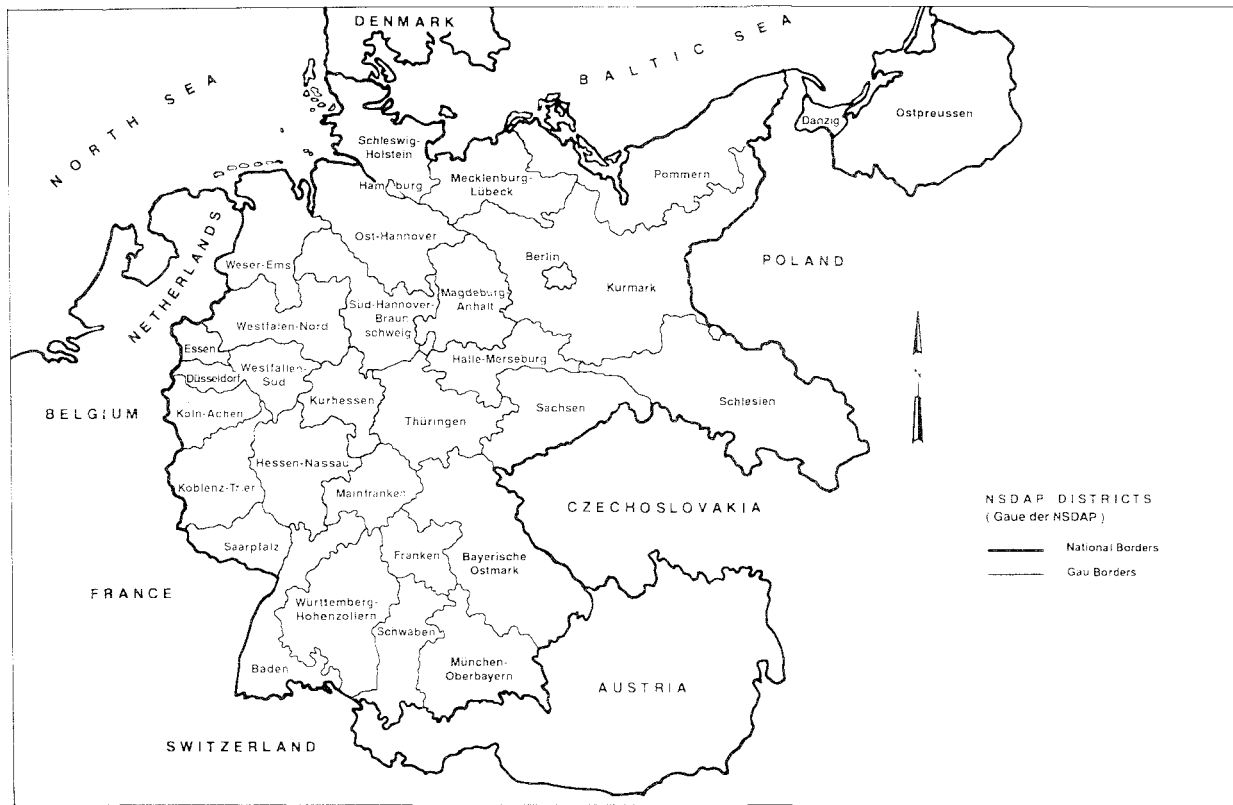 DENMARK
BALTIC SEA
NORTH SEA
Ostpreussen
Danzig
Schleswig-
Holstein
Hamburg
Mecklenburg-
Lübeck
Pommern
NETHERLANDS
Ost-Hannover
Weser-Ems
Berlin
POLAND
Kurmark
Magdeburg-
Anhalt
Süd-Hannover-
Braun
schweig
Westfalen-Nord
Essen
Halle-Merseburg
Westfalen-
Süd
Düsseldorf
BELGIUM
Köln-Achen
Kurhessen
Thüringen
Sachsen
Schlesien
Hessen-Nassau
Koblenz-Trier
Mainfranken
CZECHOSLOVAKIA
NSDAP DISTRICTS
(Gaue der NSDAP)
National Borders
Gau Borders
Saarpfalz
Franken
Bayerische
Ostmark
FRANCE
Württemberg-
Hohenzollern
Schwaben
Baden
München-
Oberbayern
AUSTRIA
SWITZERLAND